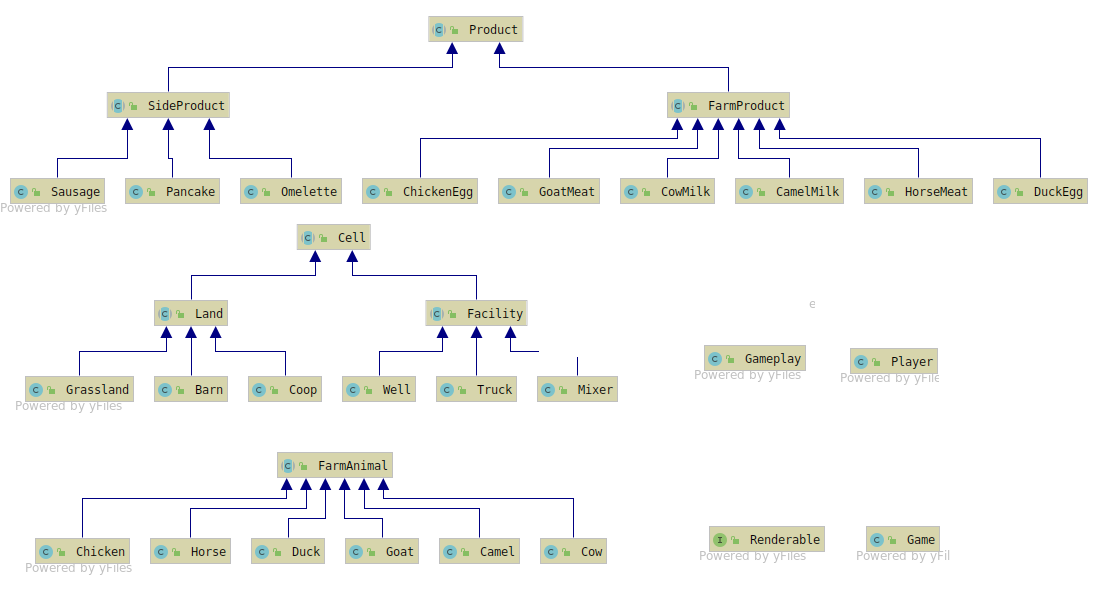 Product
SideProduct
FarmProduct
Sausage
Pancake
Omelette
ChickenEgg
GoatMeat
CowMilk
CamelMilk
HorseMeat
DuckEgg
Powered by yFiles
Cell
Land
Facility
e
Gameplay
Player
Powered by yFiles
Powered by yFile
Grassland
Barn
Coop
Well
Truck
Mixer
Powered by yFiles
FarmAnimal
Renderable
Game
Chicken
Horse
Duck
Goat
Camel
Cow
Powered by yFiles
Powered by yFil
Powered by yFiles